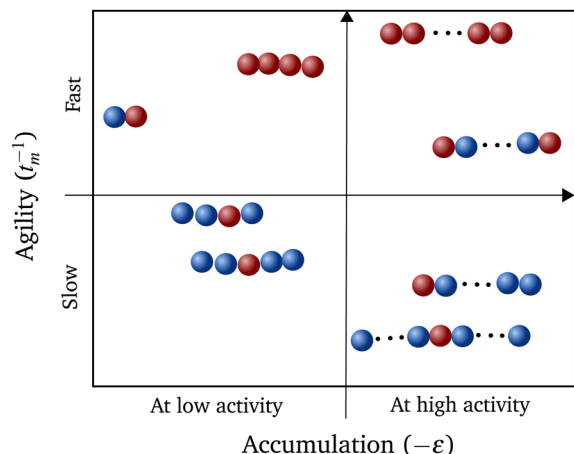 Agility (t_m^{-1})
Fast
Slow
At low activity
At high activity
Accumulation (−ε)